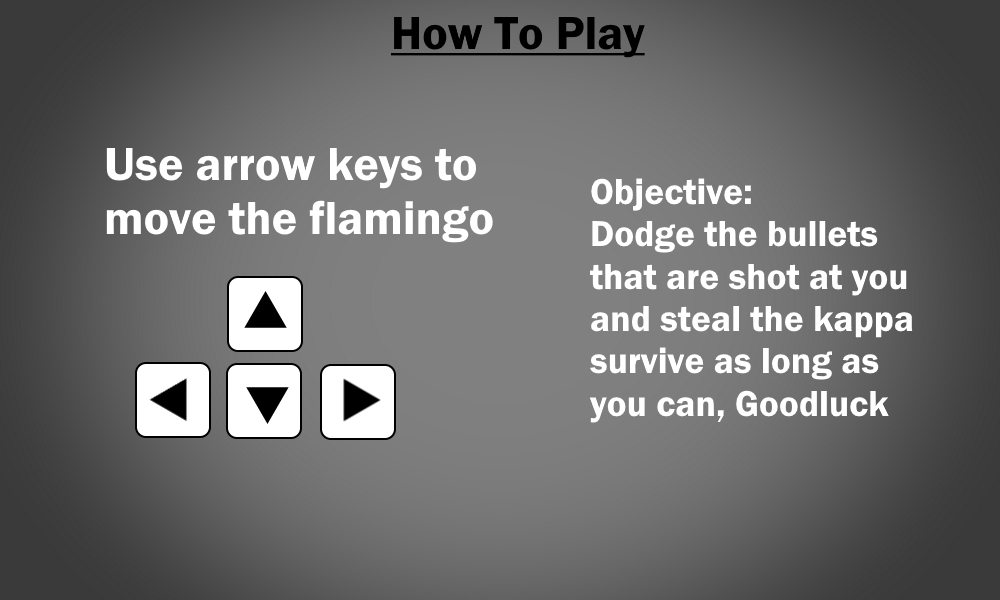 How To Play
Use arrow keys to
move the flamingo
Objective:
Dodge the bullets
that are shot at you
and steal the kappa
survive as long as
you can, Goodluck